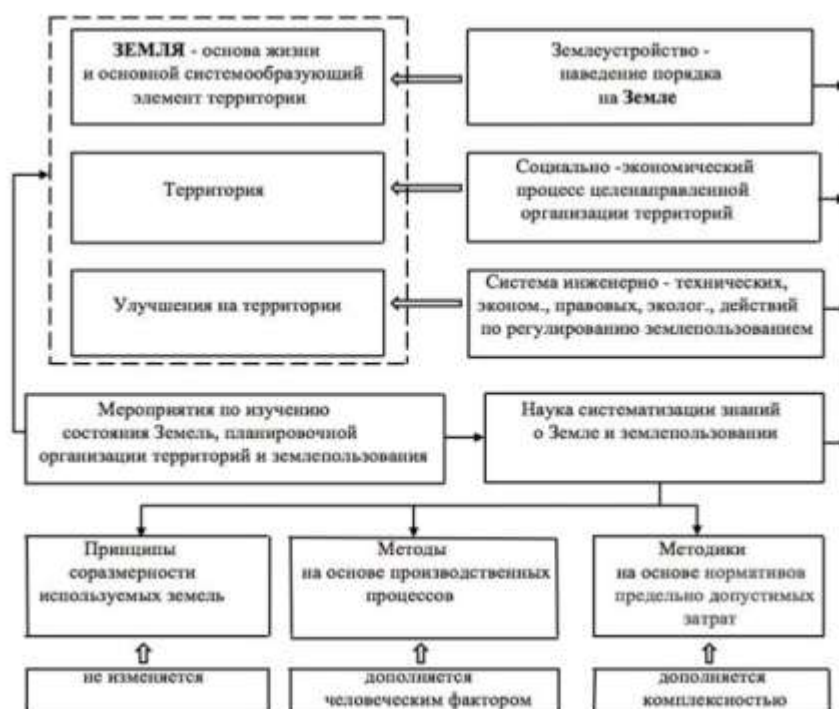 ЗЕМЛЯ - основа жизни
и основной системообразующий
элемент территории
Землеустройство -
наведение порядка
на Земле
Территория
Социально -экономический
процесс целенаправленной
организации территорий
Улучшения на территории
Система инженерно - технических,
эконом., правовых, эколог., действий
по регулированию землепользованием
Мероприятия по изучению
состояния Земель, планировочной
организации территорий и землепользования
Наука систематизации знаний
о Земле и землепользовании
Принципы
соразмерности
используемых земель
Методы
на основе производственных
процессов
Методики
на основе нормативов
предельно допустимых
затрат
не изменяется
дополняется
человеческим фактором
дополняется
комплексностью